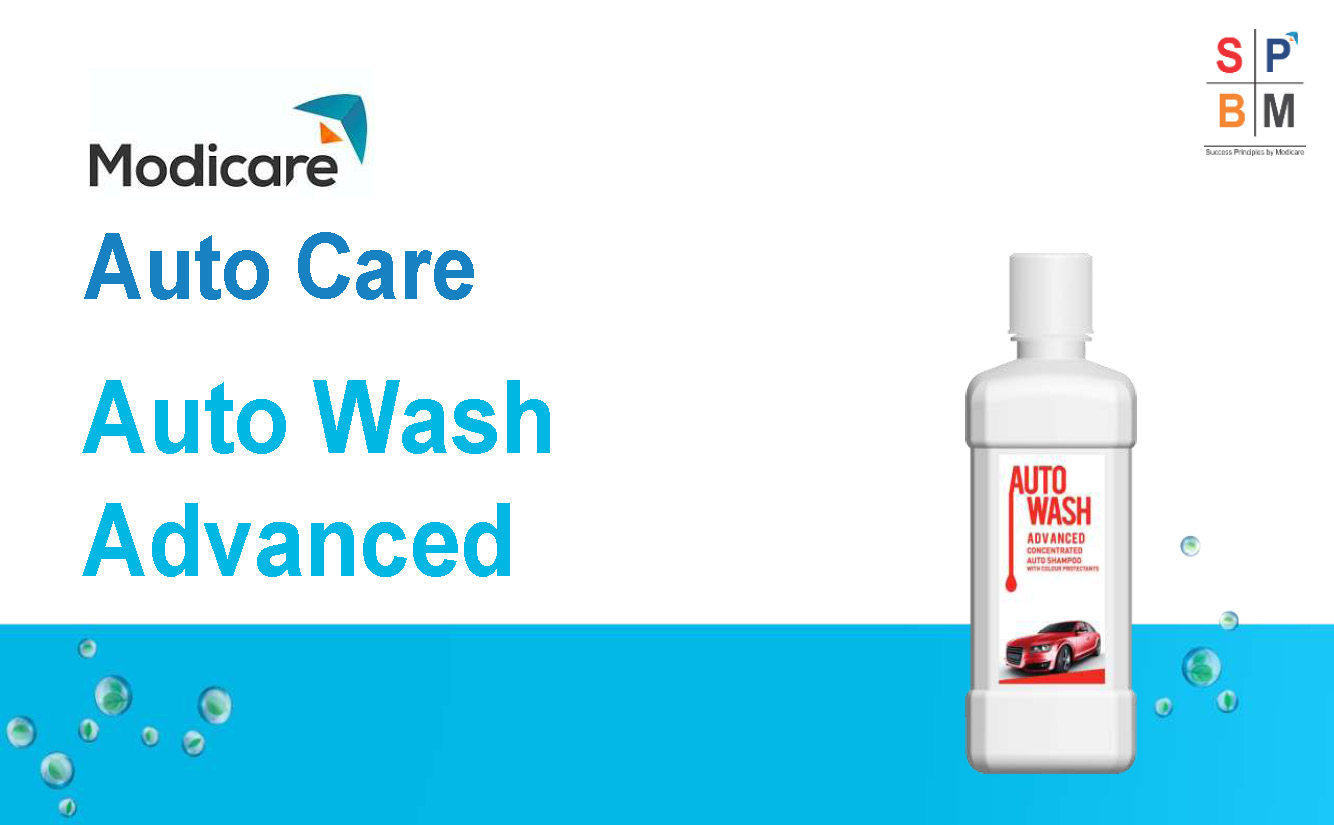 S P
B M
Success Principles by Modicare
Modicare
Auto Care
Auto Wash
Advanced
AUTO
WASH
ADVANCED
CONCENTRATED
AUTO SHAMPOO
WITH COLOUR PROTECTANTS